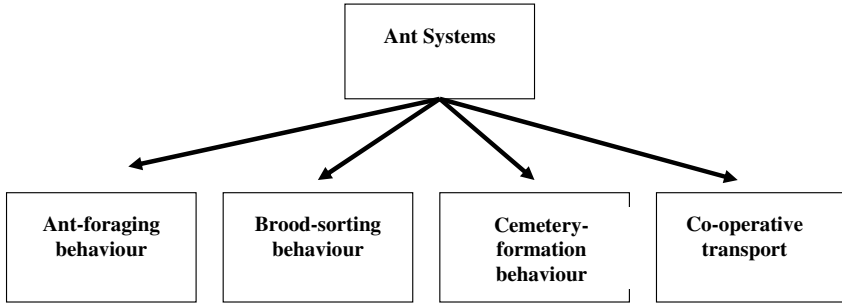 Ant Systems
Ant-foraging
behaviour
Brood-sorting
behaviour
Cemetery-
formation
behaviour
Co-operative
transport